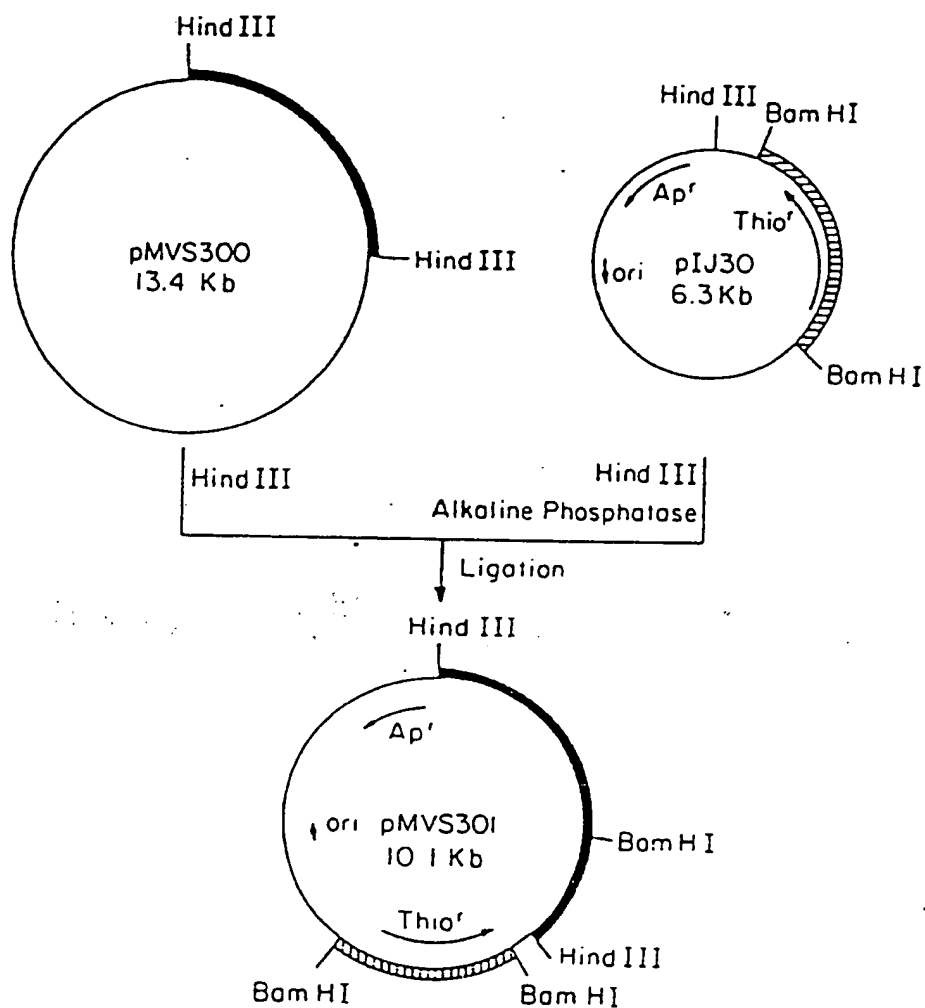 Hind III
Hind III
pMVS300
13.4 Kb
Hind III
Bam HI
Apʳ
Thioʳ
ori
pIJ30
6.3 Kb
Bam HI
Hind III
Hind III
Alkaline Phosphatase
Ligation
Hind III
Apʳ
ori
pMVS301
10 1 Kb
Bam HI
Thioʳ
Hind III
Bam HI
Bam HI